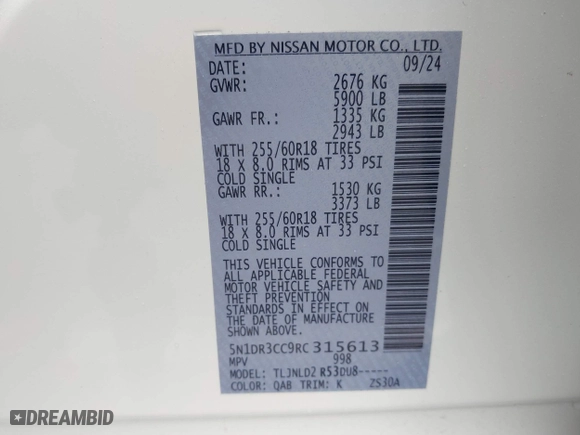 MFD BY NISSAN MOTOR CO., LTD.
DATE: 09/24
GVWR: 2676 KG
5900 LB
GAWR FR.: 1335 KG
2943 LB
WITH 255/60R18 TIRES
18 X 8.0 RIMS AT 33 PSI
COLD SINGLE
GAWR RR.: 1530 KG
3373 LB
WITH 255/60R18 TIRES
18 X 8.0 RIMS AT 33 PSI
COLD SINGLE
THIS VEHICLE CONFORMS TO
ALL APPLICABLE FEDERAL
MOTOR VEHICLE SAFETY AND
THEFT PREVENTION
STANDARDS IN EFFECT ON
THE DATE OF MANUFACTURE
SHOWN ABOVE.
5N1DR3CC9RC315613
MPV 998
MODEL: TLJNLD2 R53DU8-----
COLOR: QAB TRIM: K ZS30A
DREAMBID